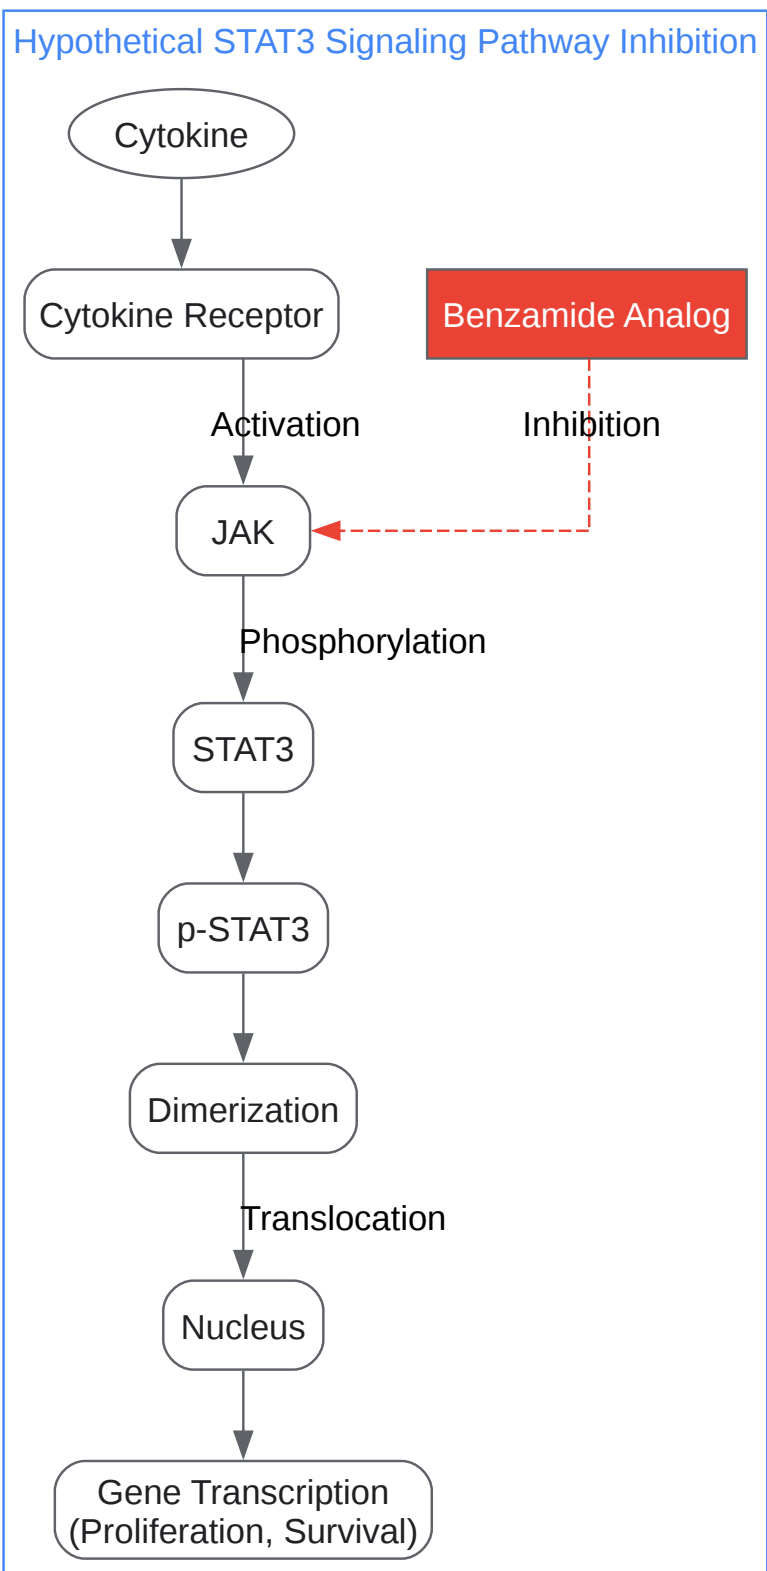 Hypothetical STAT3 Signaling Pathway Inhibition
Cytokine
Cytokine Receptor
Benzamide Analog
Activation
Inhibition
JAK
Phosphorylation
STAT3
p-STAT3
Dimerization
Translocation
Nucleus
Gene Transcription
(Proliferation, Survival)